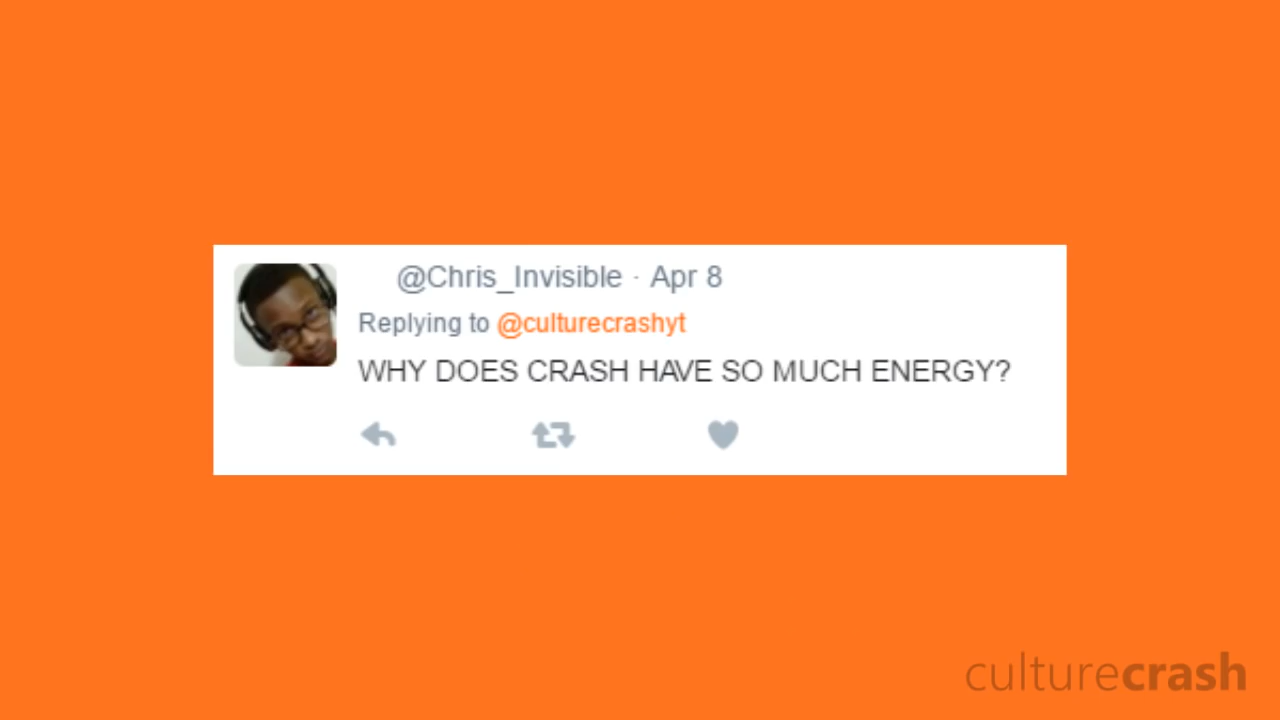 @Chris_Invisible · Apr 8
Replying to @culturecrashyt
WHY DOES CRASH HAVE SO MUCH ENERGY?
culturecrash